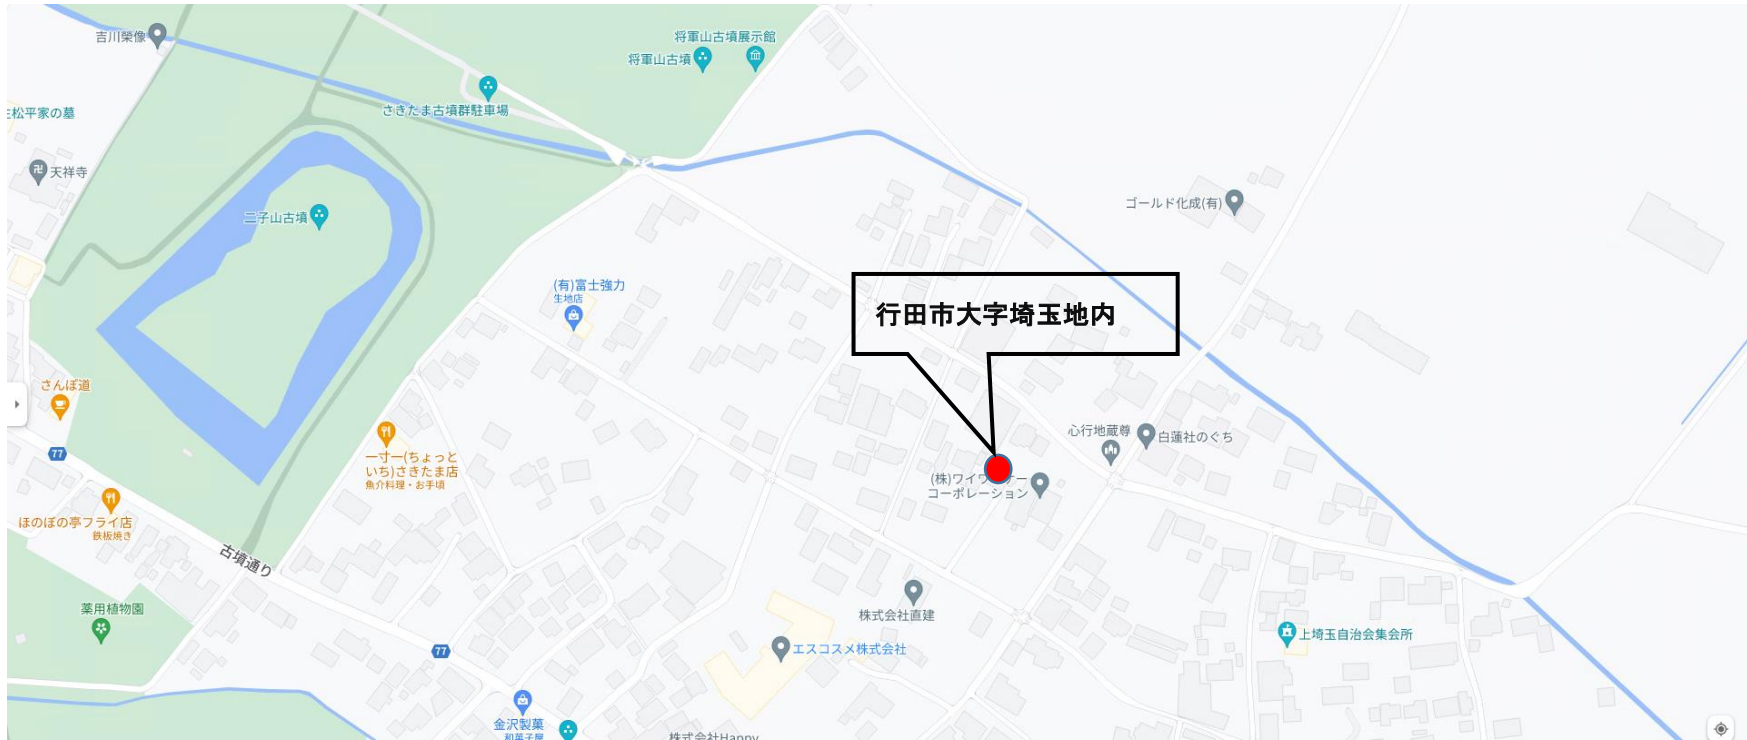 吉川榮像
将軍山古墳展示館
将軍山古墳
さきたま古墳群駐車場
松平家の墓
天祥寺
二子山古墳
ゴールド化成(有)
(有)富士強力
生地店
行田市大字埼玉地内
さんぽ道
77
一寸一(ちょっと
いち)さきたま店
魚介料理・お手頃
心行地蔵尊
白蓮社のぐち
(株)ワイワ
ナー
コーポレーション
ほのぼの亭フライ店
鉄板焼き
古墳通り
薬用植物園
77
株式会社直建
エスコスメ株式会社
上埼玉自治会集会所
金沢製菓
和菓子屋
株式会社Happy